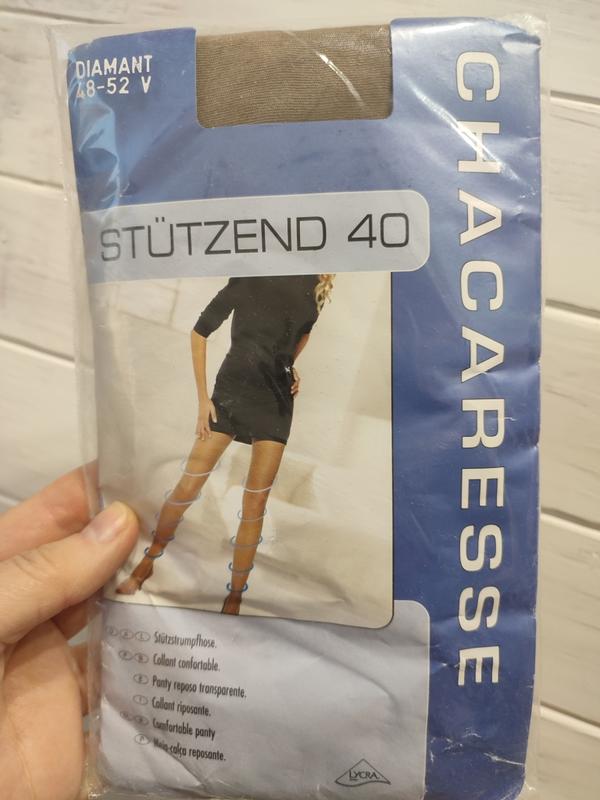 DIAMANT
48-52 V
CHACARESSE
STÜTZEND 40
Stützstrumpfhose.
Collant confortable.
Panty reposo transparente.
Collant riposante.
Comfortable panty
Meia-calça reposante.
LYCRA